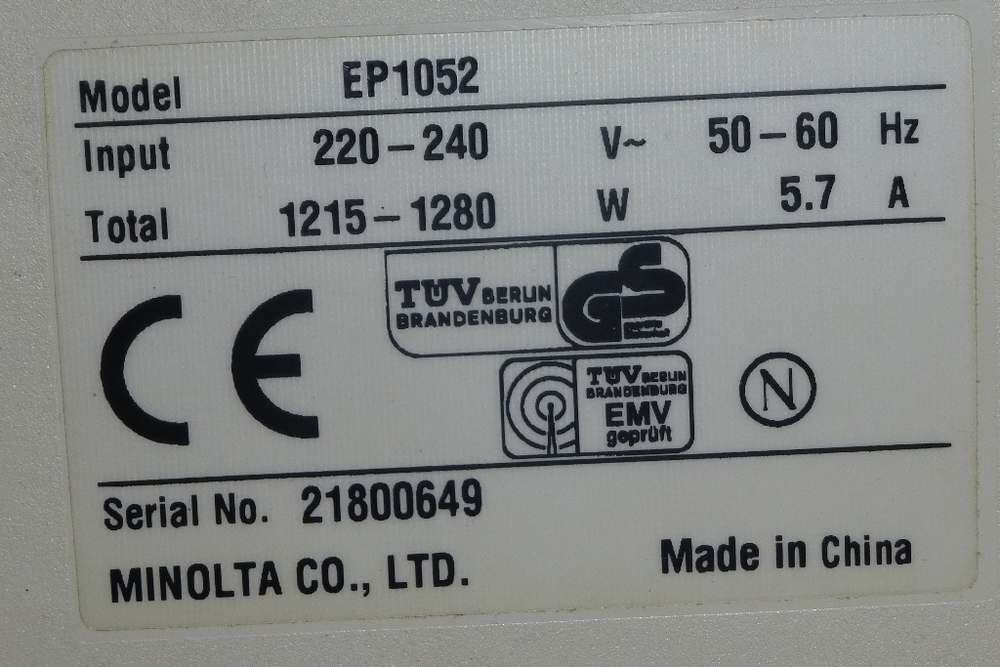 Model EP1052
Input 220-240 V~ 50-60 Hz
Total 1215-1280 W 5.7 A
CE
TÜV BERLIN
BRANDENBURG
GS
TÜV BERLIN
BRANDENBURG
EMV
geprüft
N
Serial No. 21800649
MINOLTA CO., LTD. Made in China